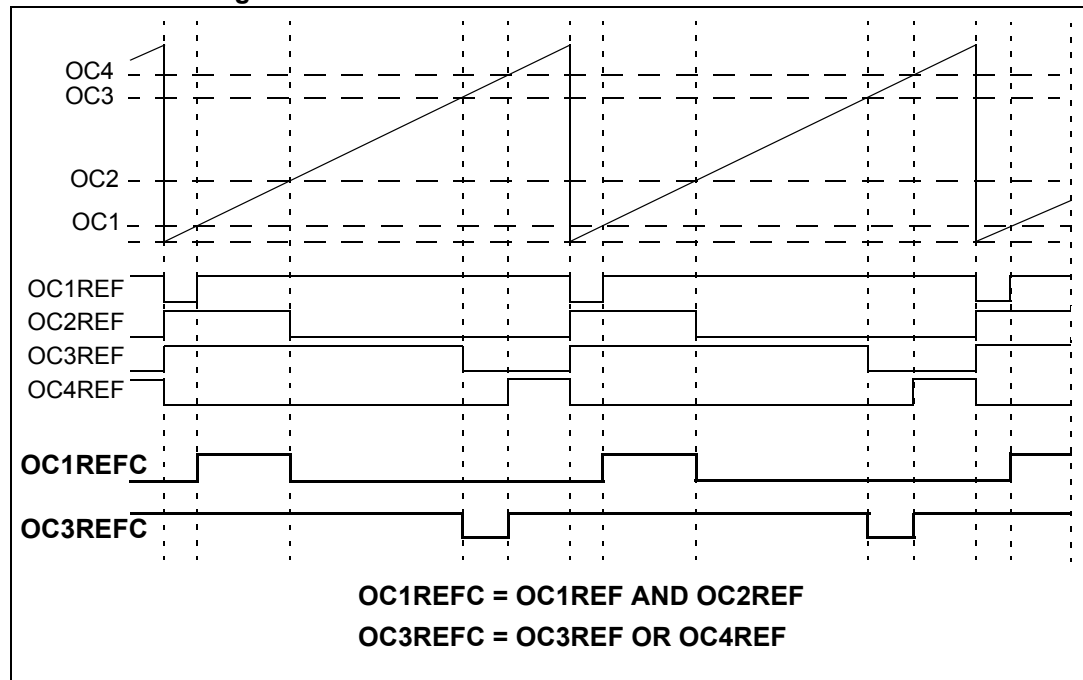 OC4
OC3
OC2
OC1
OC1REF
OC2REF
OC3REF
OC4REF
OC1REFC
OC3REFC
OC1REFC = OC1REF AND OC2REF
OC3REFC = OC3REF OR OC4REF